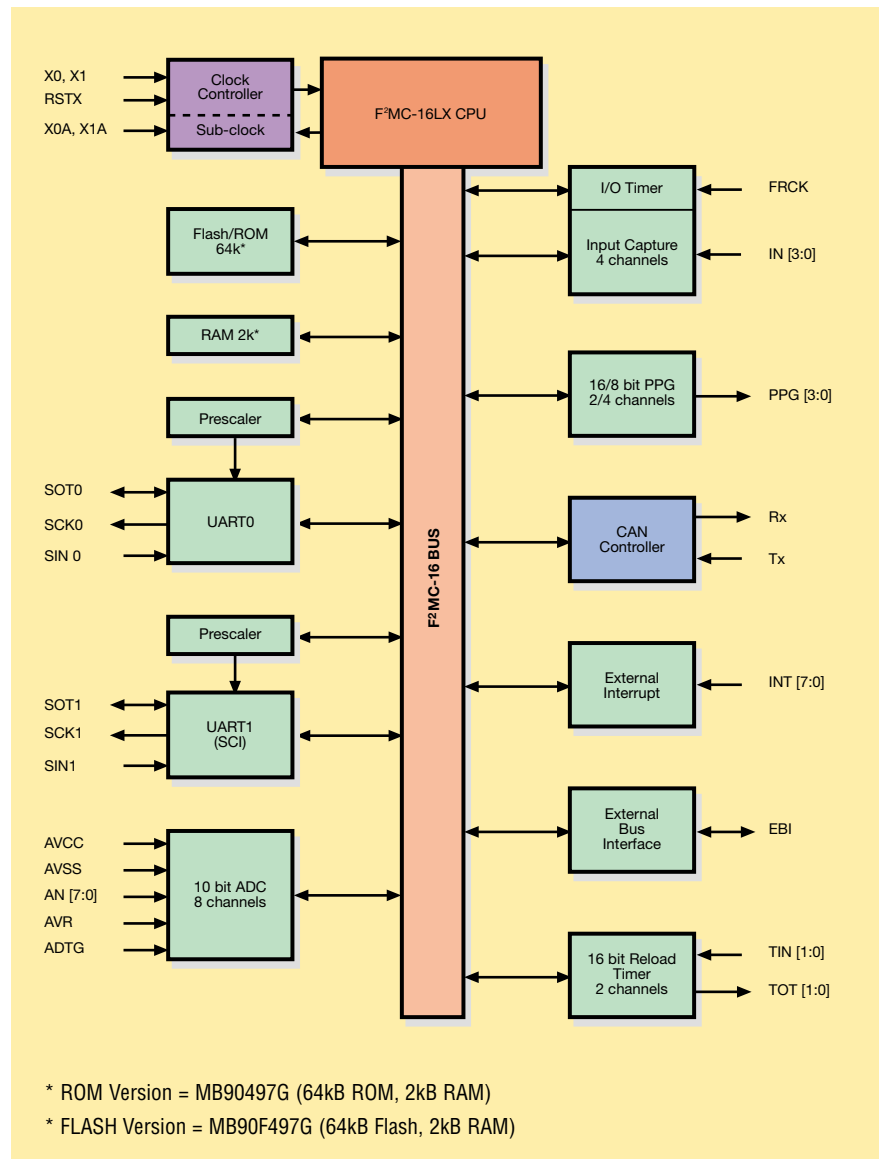 X0, X1
RSTX
X0A, X1A
Clock
Controller
Sub-clock
F²MC-16LX CPU
Flash/ROM
64k*
RAM 2k*
Prescaler
SOT0
SCK0
SIN 0
UART0
Prescaler
SOT1
SCK1
SIN1
UART1
(SCI)
AVCC
AVSS
AN [7:0]
AVR
ADTG
10 bit ADC
8 channels
F²MC-16 BUS
I/O Timer
FRCK
Input Capture
4 channels
IN [3:0]
16/8 bit PPG
2/4 channels
PPG [3:0]
CAN
Controller
Rx
Tx
External
Interrupt
INT [7:0]
External
Bus
Interface
EBI
16 bit Reload
Timer
2 channels
TIN [1:0]
TOT [1:0]
* ROM Version = MB90497G (64kB ROM, 2kB RAM)
* FLASH Version = MB90F497G (64kB Flash, 2kB RAM)